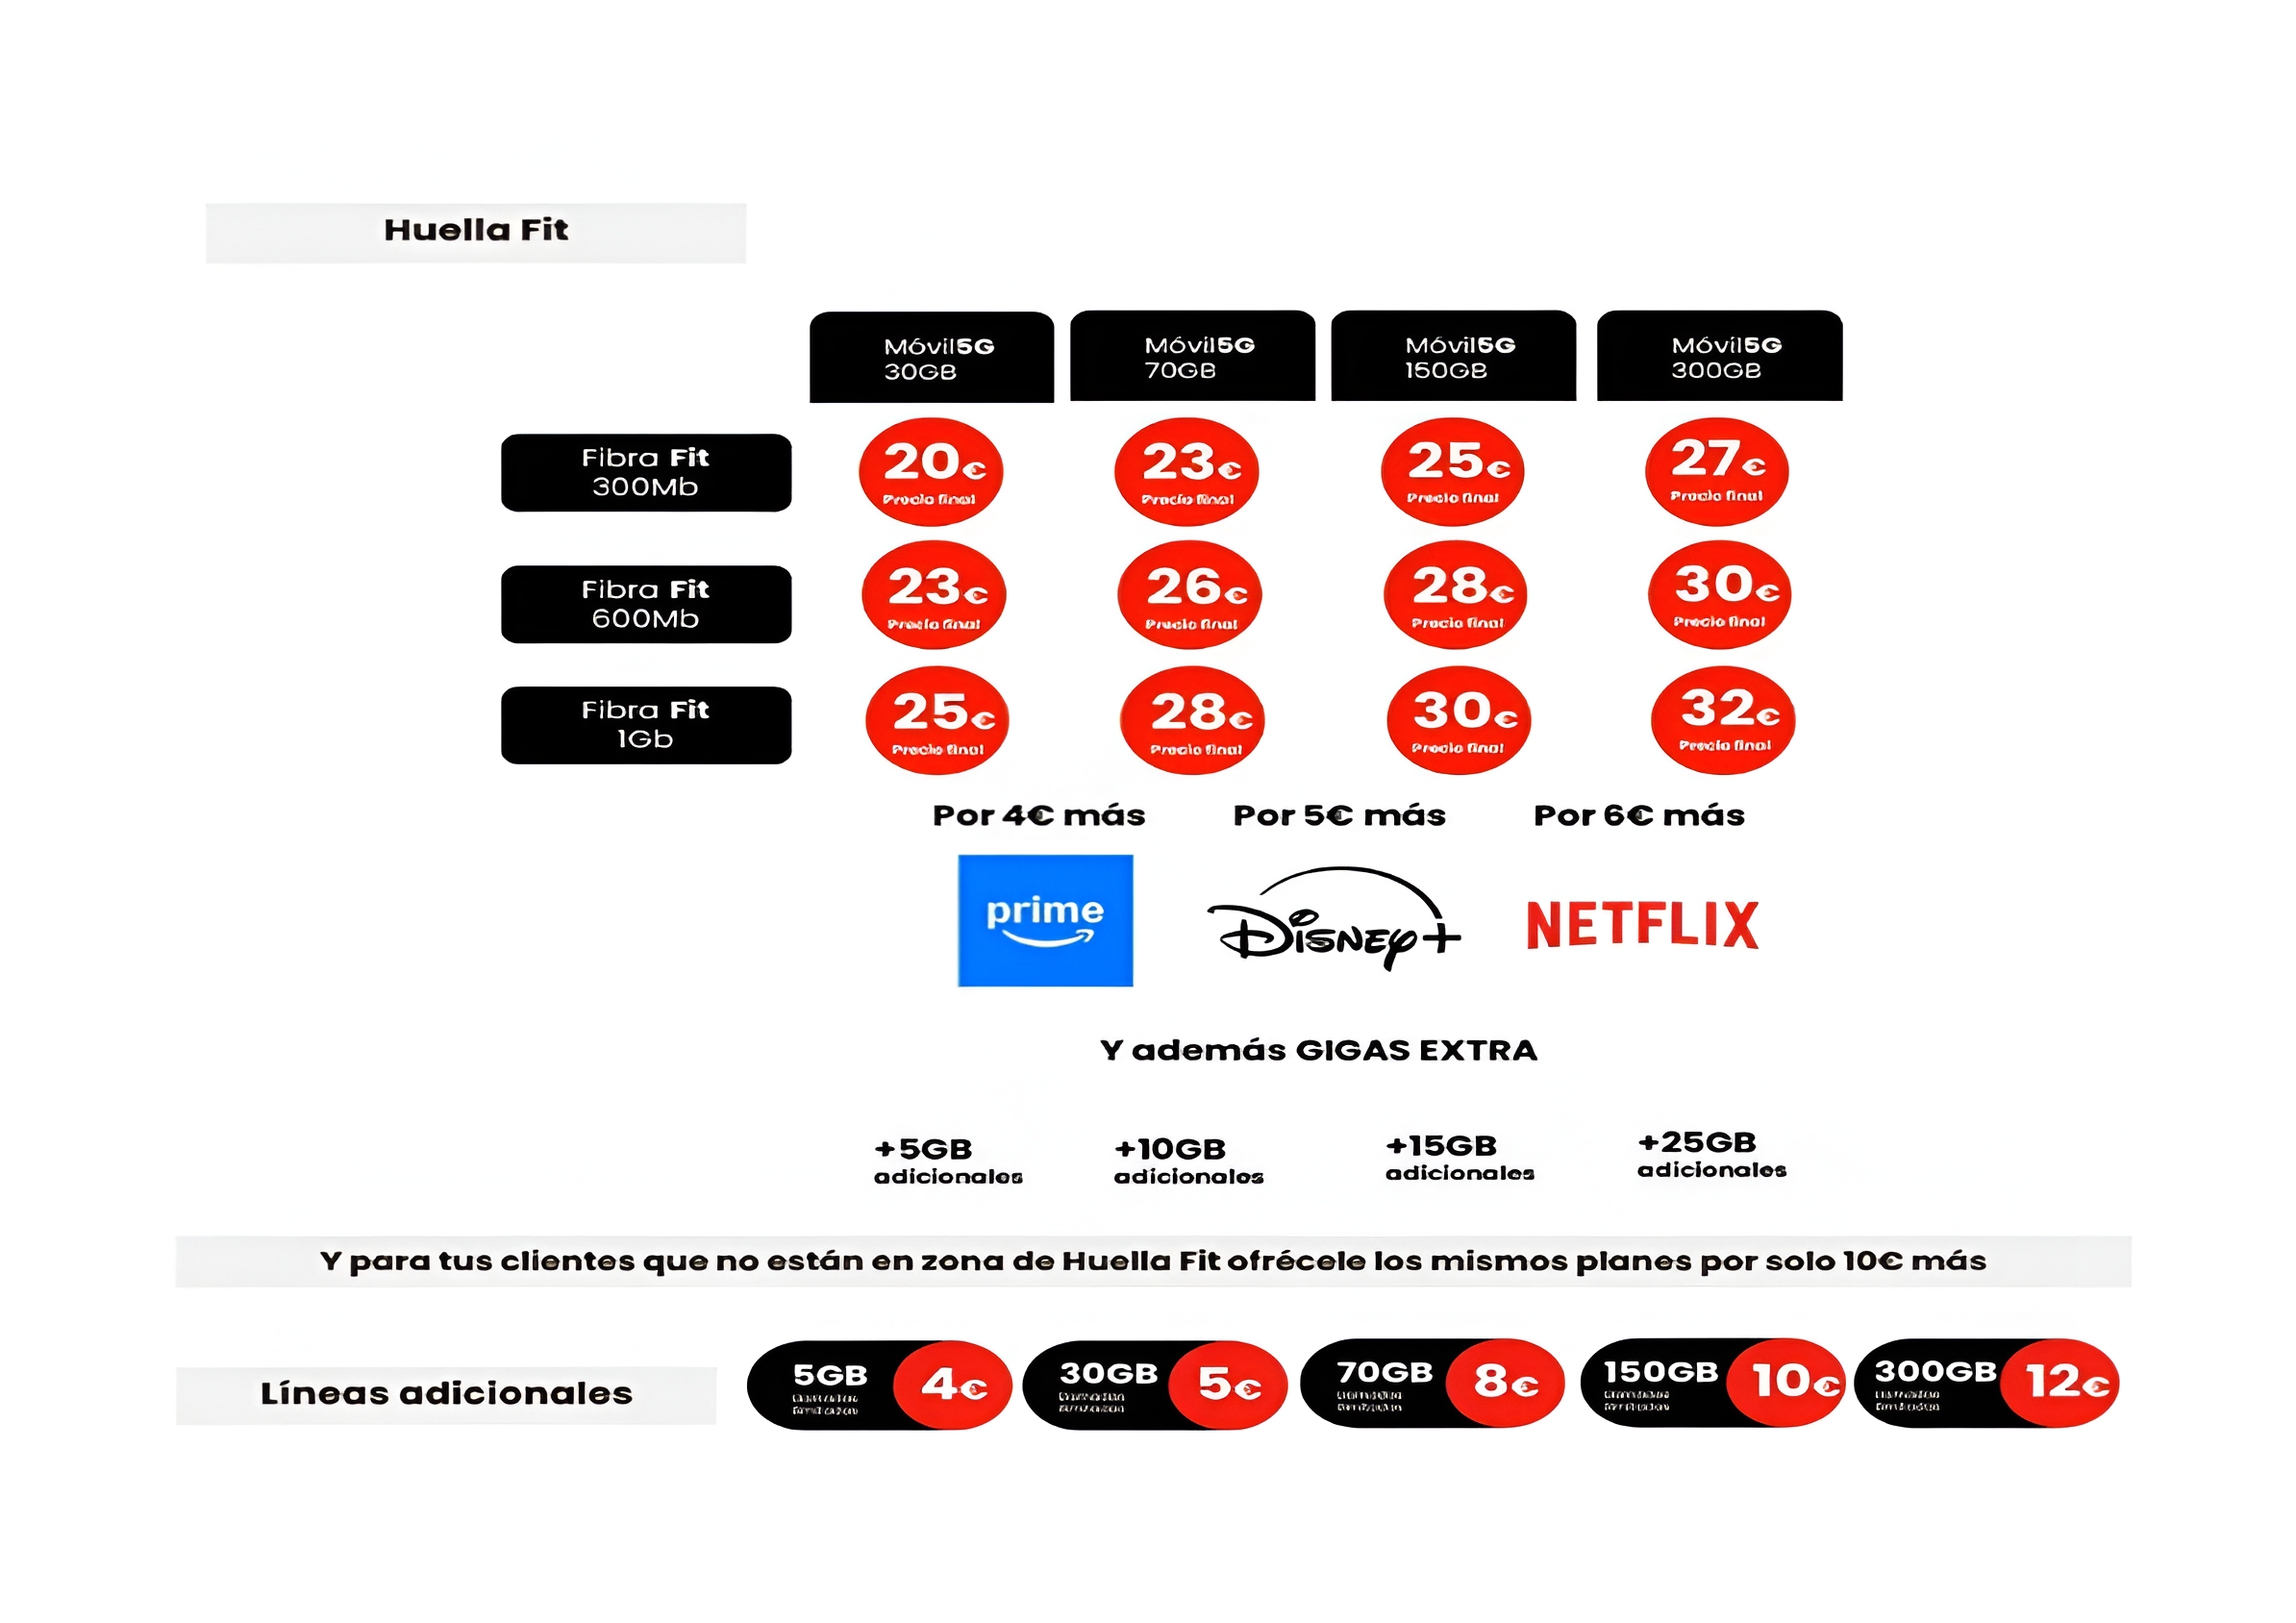 Huella Fit
Móvil5G Móvil5G Móvil5G Móvil5G
30GB 70GB 150GB 300GB
Fibra Fit
300Mb
20€ 23€ 25€ 27€
Precio final Precio final Precio final Precio final
Fibra Fit
600Mb
23€ 26€ 28€ 30€
Precio final Precio final Precio final Precio final
Fibra Fit
1Gb
25€ 28€ 30€ 32€
Precio final Precio final Precio final Precio final
Por 4€ más Por 5€ más Por 6€ más
prime Disney+ NETFLIX
Y además GIGAS EXTRA
+5GB +10GB +15GB +25GB
adicionales adicionales adicionales adicionales
Y para tus clientes que no están en zona de Huella Fit ofrécele los mismos planes por solo 10€ más
Líneas adicionales
5GB 4€ 30GB 5€ 70GB 8€ 150GB 10€ 300GB 12€